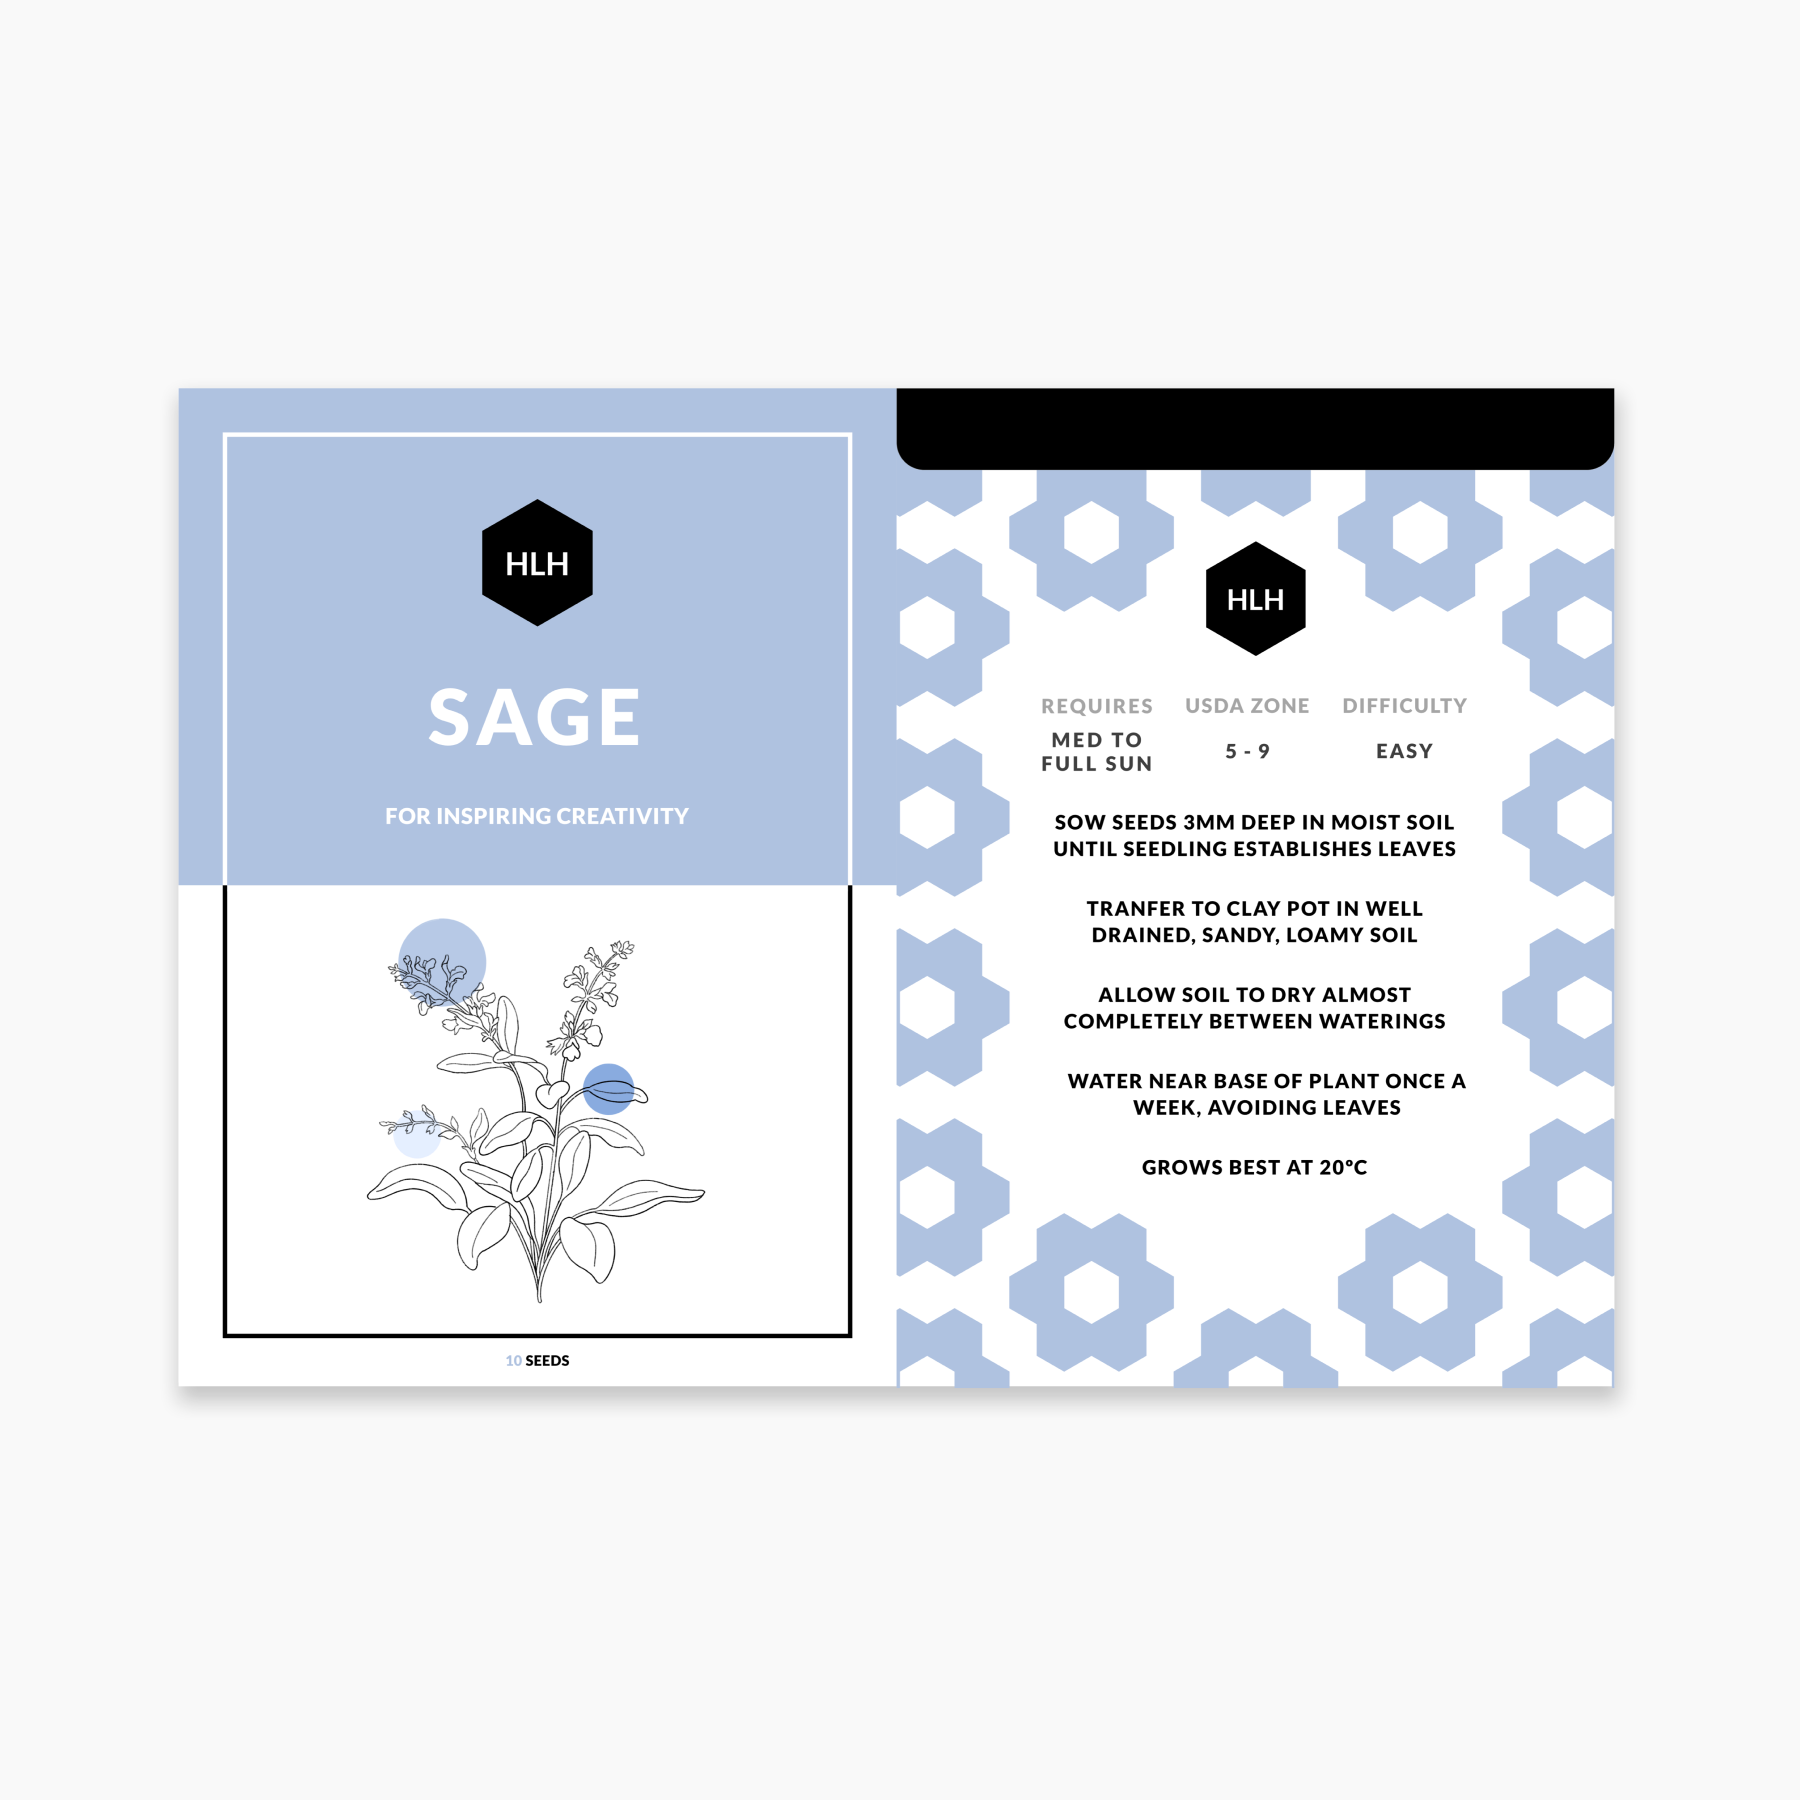 HLH
SAGE
FOR INSPIRING CREATIVITY
10 SEEDS
HLH
REQUIRES
MED TO
FULL SUN
USDA ZONE
5 - 9
DIFFICULTY
EASY
SOW SEEDS 3MM DEEP IN MOIST SOIL
UNTIL SEEDLING ESTABLISHES LEAVES
TRANFER TO CLAY POT IN WELL
DRAINED, SANDY, LOAMY SOIL
ALLOW SOIL TO DRY ALMOST
COMPLETELY BETWEEN WATERINGS
WATER NEAR BASE OF PLANT ONCE A
WEEK, AVOIDING LEAVES
GROWS BEST AT 20°C